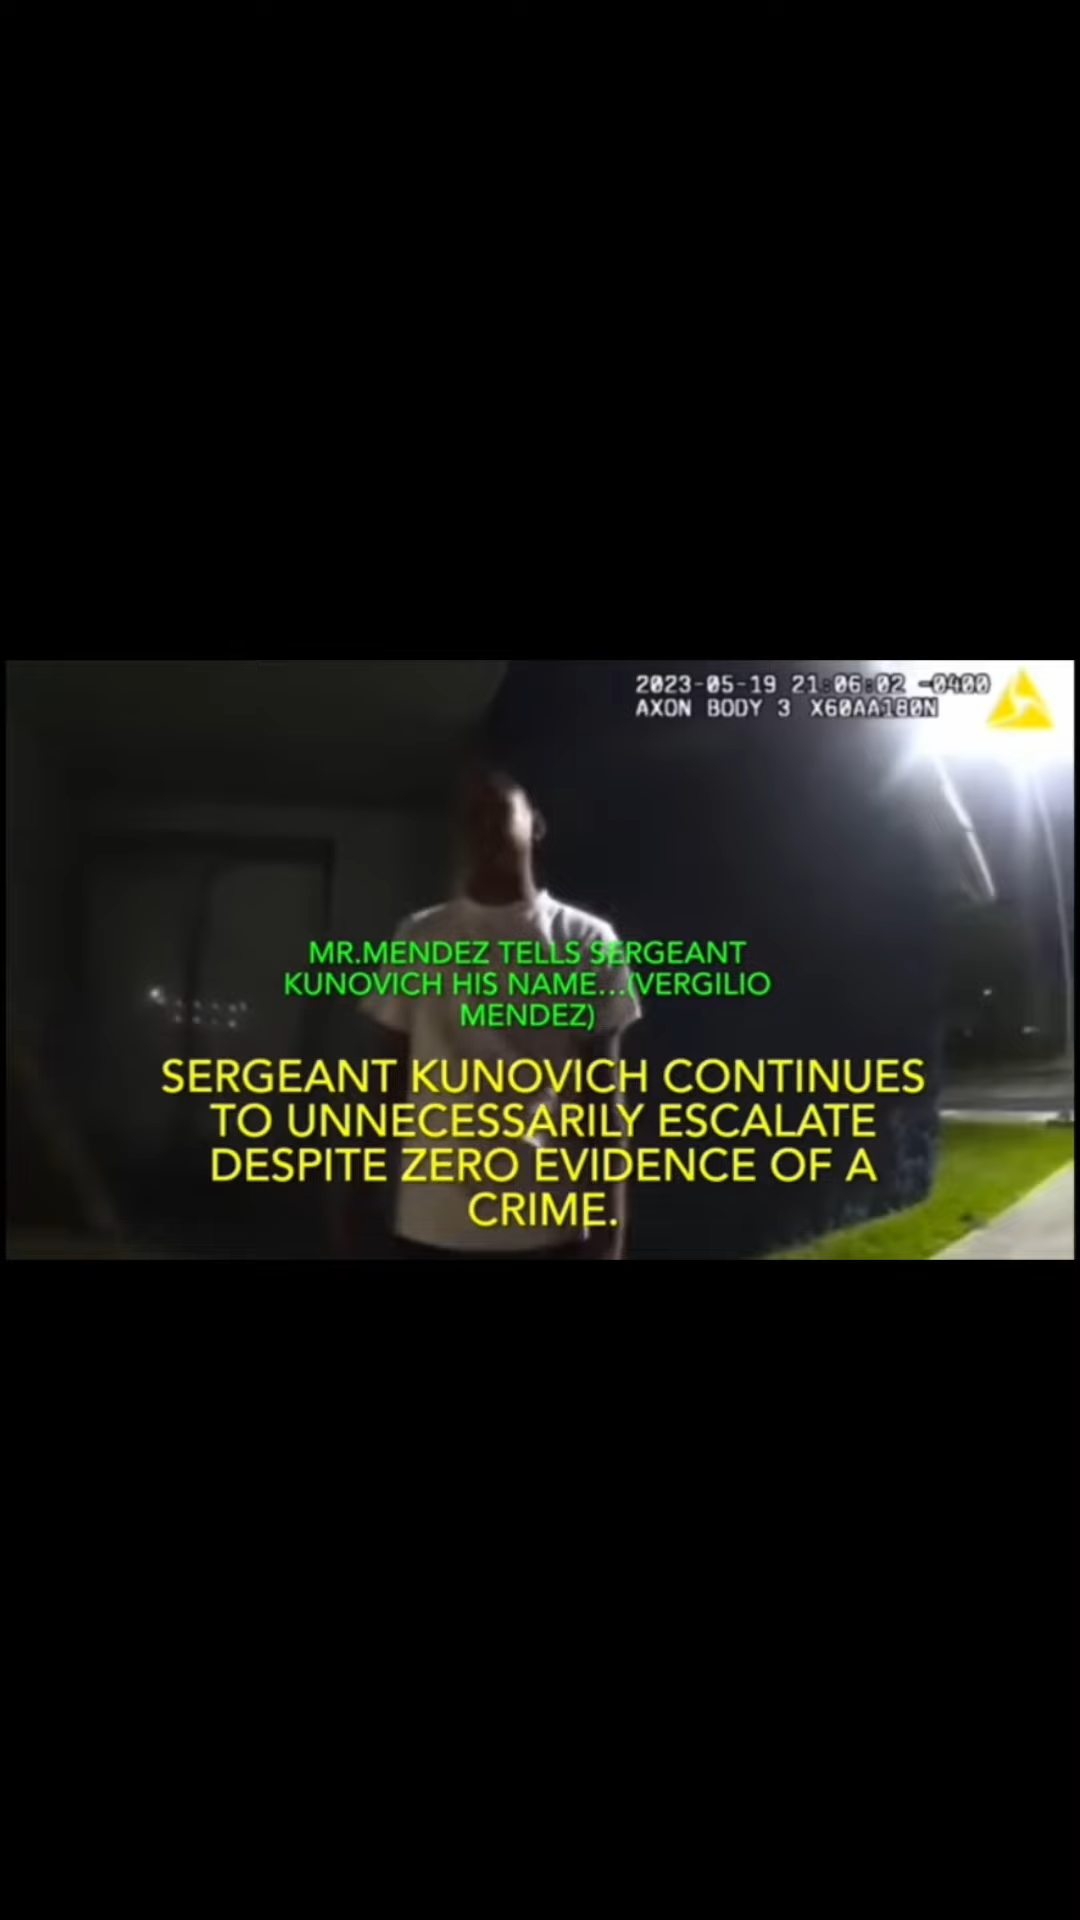 2023-05-19 21:06:02 -0400
AXON BODY 3 X60AA180N
MR.MENDEZ TELLS SERGEANT
KUNOVICH HIS NAME...(VERGILIO
MENDEZ)
SERGEANT KUNOVICH CONTINUES
TO UNNECESSARILY ESCALATE
DESPITE ZERO EVIDENCE OF A
CRIME.